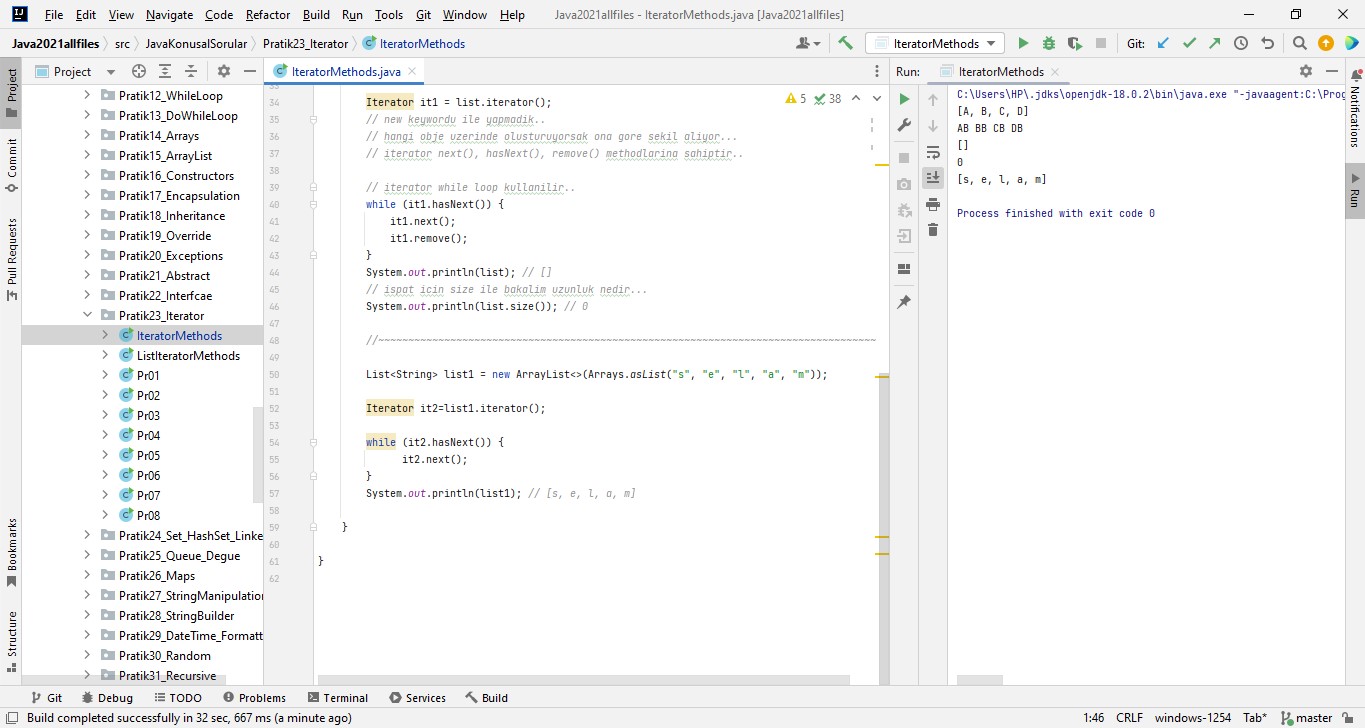 File Edit View Navigate Code Refactor Build Run Tools Git Window Help Java2021allfiles - IteratorMethods.java [Java2021allfiles]
Java2021allfiles src JavaKonusalSorular Pratik23_Iterator IteratorMethods IteratorMethods Git:
Project
Commit
Pull Requests
Bookmarks
Structure
Project
Pratik12_WhileLoop
Pratik13_DoWhileLoop
Pratik14_Arrays
Pratik15_ArrayList
Pratik16_Constructors
Pratik17_Encapsulation
Pratik18_Inheritance
Pratik19_Override
Pratik20_Exceptions
Pratik21_Abstract
Pratik22_Interfcae
Pratik23_Iterator
IteratorMethods
ListIteratorMethods
Pr01
Pr02
Pr03
Pr04
Pr05
Pr06
Pr07
Pr08
Pratik24_Set_HashSet_Linke
Pratik25_Queue_Degue
Pratik26_Maps
Pratik27_StringManipulation
Pratik28_StringBuilder
Pratik29_DateTime_Formatt
Pratik30_Random
Pratik31_Recursive
IteratorMethods.java
5 38
33
34 Iterator it1 = list.iterator();
35 // new keywordu ile yapmadik..
36 // hangi obje uzerinde olusturuyorsak ona gore sekil aliyor...
37 // iterator next(), hasNext(), remove() methodlarina sahiptir..
38
39 // iterator while loop kullanilir..
40 while (it1.hasNext()) {
41 it1.next();
42 it1.remove();
43 }
44 System.out.println(list); // []
45 // ispat icin size ile bakalim uzunluk nedir...
46 System.out.println(list.size()); // 0
47
48 //~~~~~~~~~~~~~~~~~~~~~~~~~~~~~~~~~~~~~~~~~~~~~~~~~~~~~~~~~~~~~~~~~~~~~~~~~~~~~~~~~~~
49
50 List<String> list1 = new ArrayList<>(Arrays.asList("s", "e", "l", "a", "m"));
51
52 Iterator it2=list1.iterator();
53
54 while (it2.hasNext()) {
55 it2.next();
56 }
57 System.out.println(list1); // [s, e, l, a, m]
58
59 }
60
61 }
62
Run: IteratorMethods
C:\Users\HP\.jdks\openjdk-18.0.2\bin\java.exe "-javaagent:C:\Prog
[A, B, C, D]
AB BB CB DB
[]
0
[s, e, l, a, m]
Process finished with exit code 0
Notifications
Run
Git Debug TODO Problems Terminal Services Build
Build completed successfully in 32 sec, 667 ms (a minute ago) 1:46 CRLF windows-1254 Tab* master